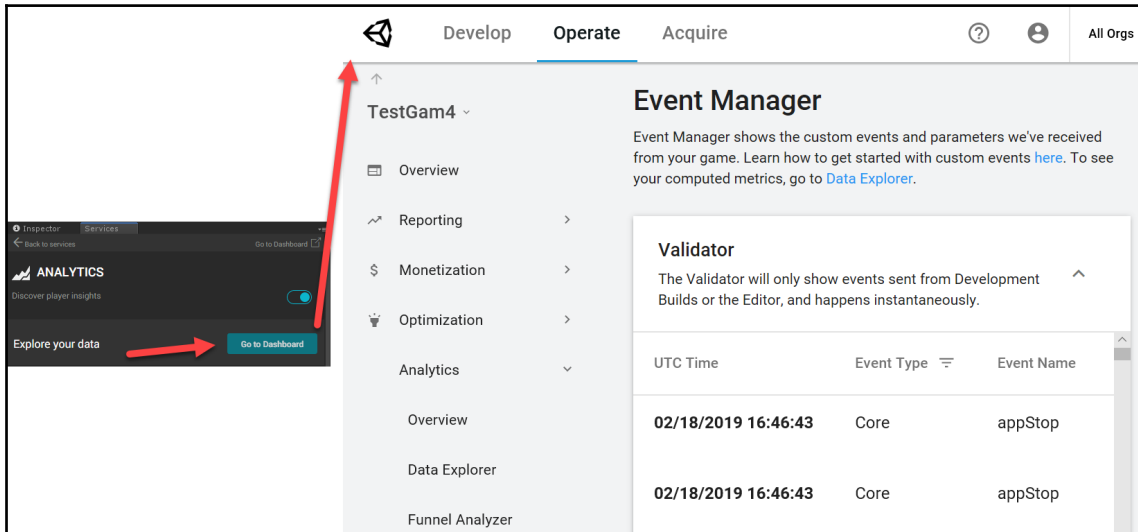 Develop Operate Acquire All Orgs
TestGam4
Overview
Reporting
Monetization
Optimization
Analytics
Overview
Data Explorer
Funnel Analyzer
Event Manager
Event Manager shows the custom events and parameters we've received
from your game. Learn how to get started with custom events here. To see
your computed metrics, go to Data Explorer.
Validator
The Validator will only show events sent from Development
Builds or the Editor, and happens instantaneously.
UTC Time Event Type Event Name
02/18/2019 16:46:43 Core appStop
02/18/2019 16:46:43 Core appStop
Inspector Services
Back to services Go to Dashboard
ANALYTICS
Discover player insights
Explore your data Go to Dashboard